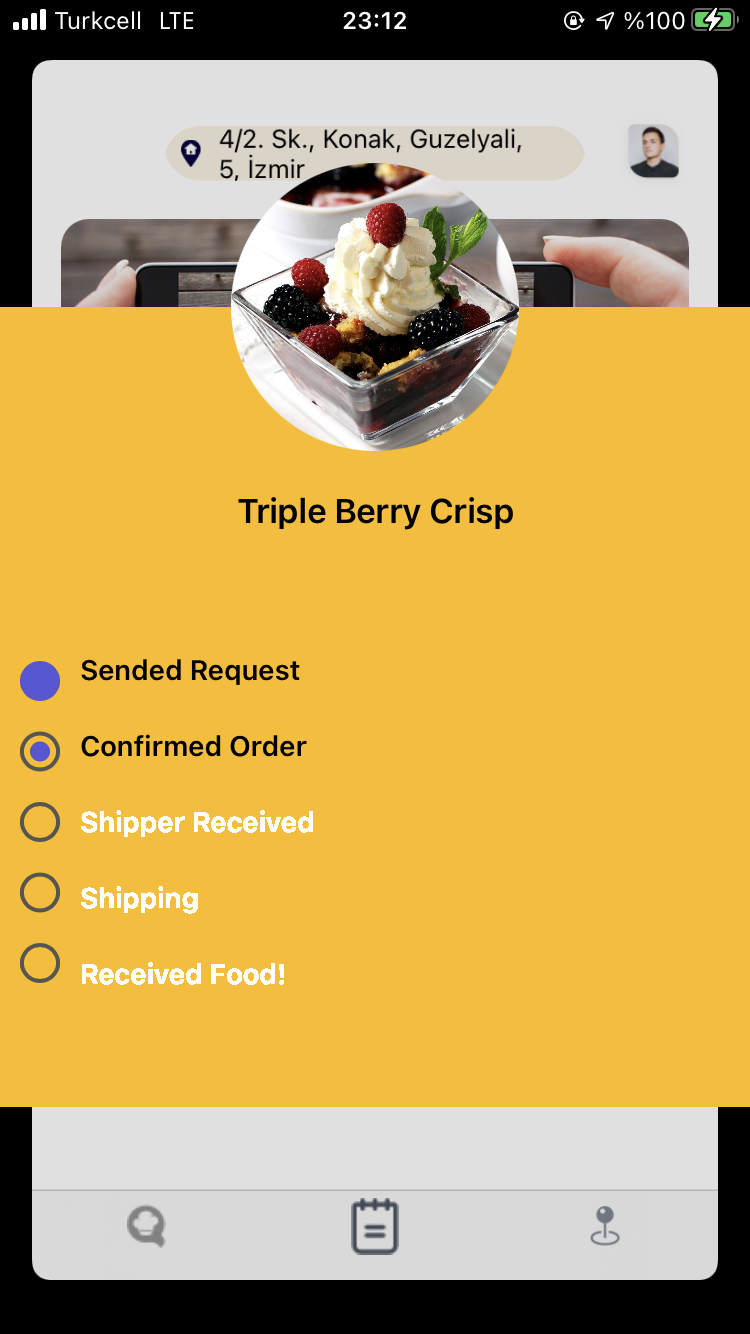 Turkcell LTE 23:12 %100
4/2. Sk., Konak, Guzelyali,
5, İzmir
Triple Berry Crisp
Sended Request
Confirmed Order
Shipper Received
Shipping
Received Food!